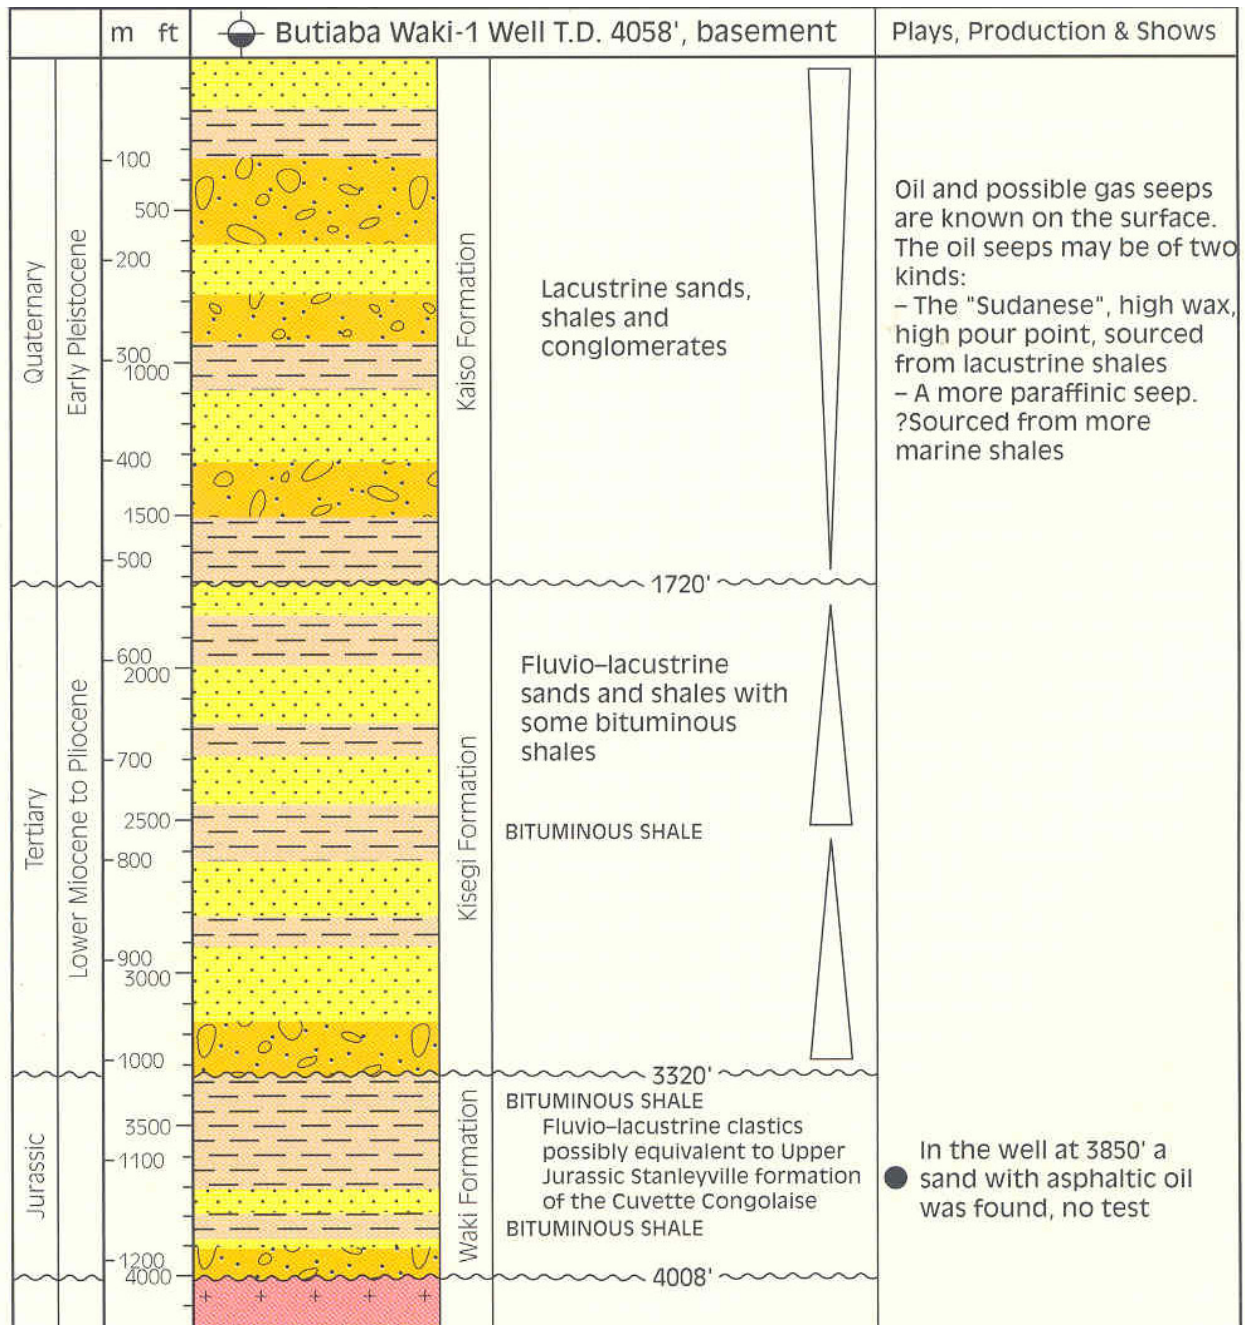 m ft
Butiaba Waki-1 Well T.D. 4058', basement
Plays, Production & Shows
Quaternary
Early Pleistocene
100
500
200
300
1000
400
1500
500
Kaiso Formation
Lacustrine sands,
shales and
conglomerates
Oil and possible gas seeps
are known on the surface.
The oil seeps may be of two
kinds:
– The "Sudanese", high wax,
high pour point, sourced
from lacustrine shales
– A more paraffinic seep.
?Sourced from more
marine shales
1720'
Tertiary
Lower Miocene to Pliocene
600
2000
700
2500
800
900
3000
1000
Kisegi Formation
Fluvio–lacustrine
sands and shales with
some bituminous
shales
BITUMINOUS SHALE
3320'
Jurassic
3500
1100
1200
4000
Waki Formation
BITUMINOUS SHALE
Fluvio–lacustrine clastics
possibly equivalent to Upper
Jurassic Stanleyville formation
of the Cuvette Congolaise
BITUMINOUS SHALE
In the well at 3850' a
sand with asphaltic oil
was found, no test
4008'